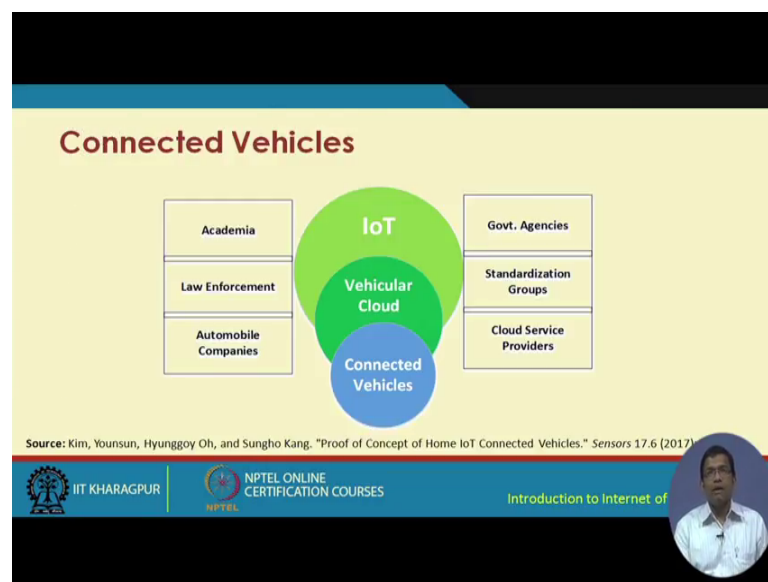 Connected Vehicles
Academia
Law Enforcement
Automobile
Companies
IoT
Vehicular
Cloud
Connected
Vehicles
Govt. Agencies
Standardization
Groups
Cloud Service
Providers
Source: Kim, Younsun, Hyunggoy Oh, and Sungho Kang. "Proof of Concept of Home IoT Connected Vehicles." Sensors 17.6 (2017)
IIT KHARAGPUR
NPTEL
NPTEL ONLINE
CERTIFICATION COURSES
Introduction to Internet of